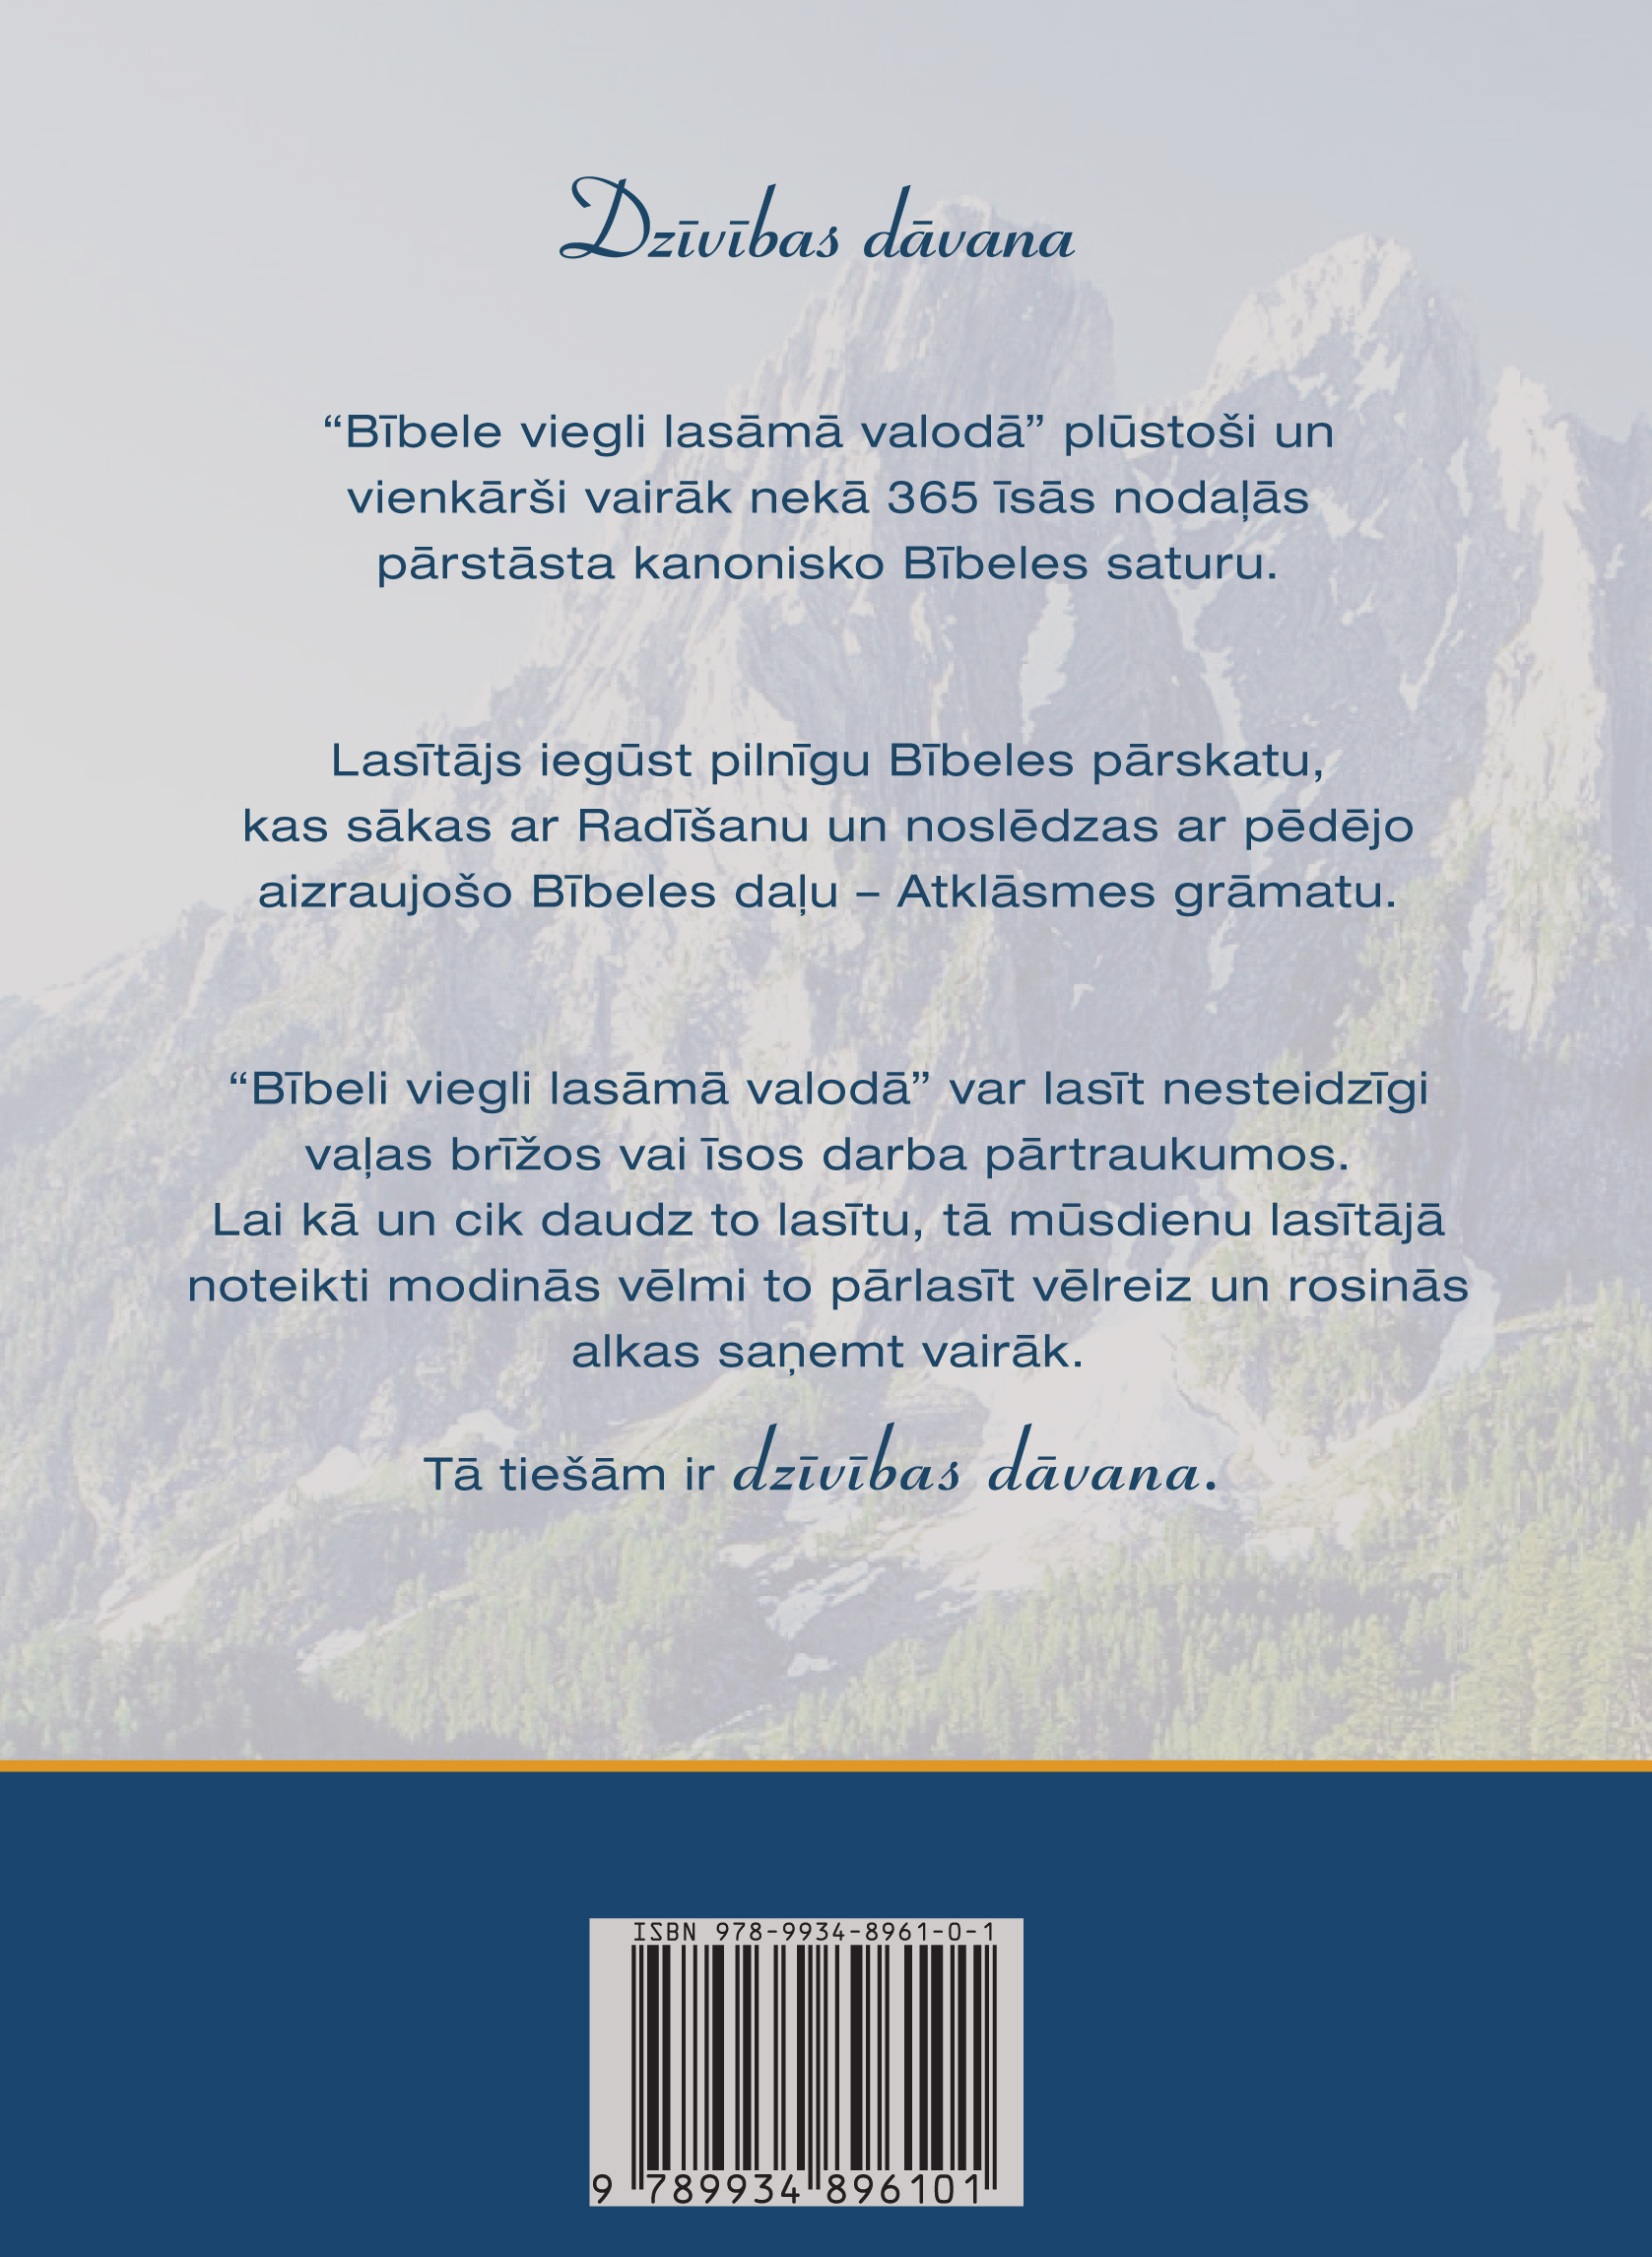 Dzīvības dāvana
“Bībele viegli lasāmā valodā” plūstoši un
vienkārši vairāk nekā 365 īsās nodaļās
pārstāsta kanonisko Bībeles saturu.
Lasītājs iegūst pilnīgu Bībeles pārskatu,
kas sākas ar Radīšanu un noslēdzas ar pēdējo
aizraujošo Bībeles daļu – Atklāsmes grāmatu.
“Bībeli viegli lasāmā valodā” var lasīt nesteidzīgi
vaļas brīžos vai īsos darba pārtraukumos.
Lai kā un cik daudz to lasītu, tā mūsdienu lasītājā
noteikti modinās vēlmi to pārlasīt vēlreiz un rosinās
alkas saņemt vairāk.
Tā tiešām ir dzīvības dāvana.
ISBN 978-9934-8961-0-1
9 789934 896101